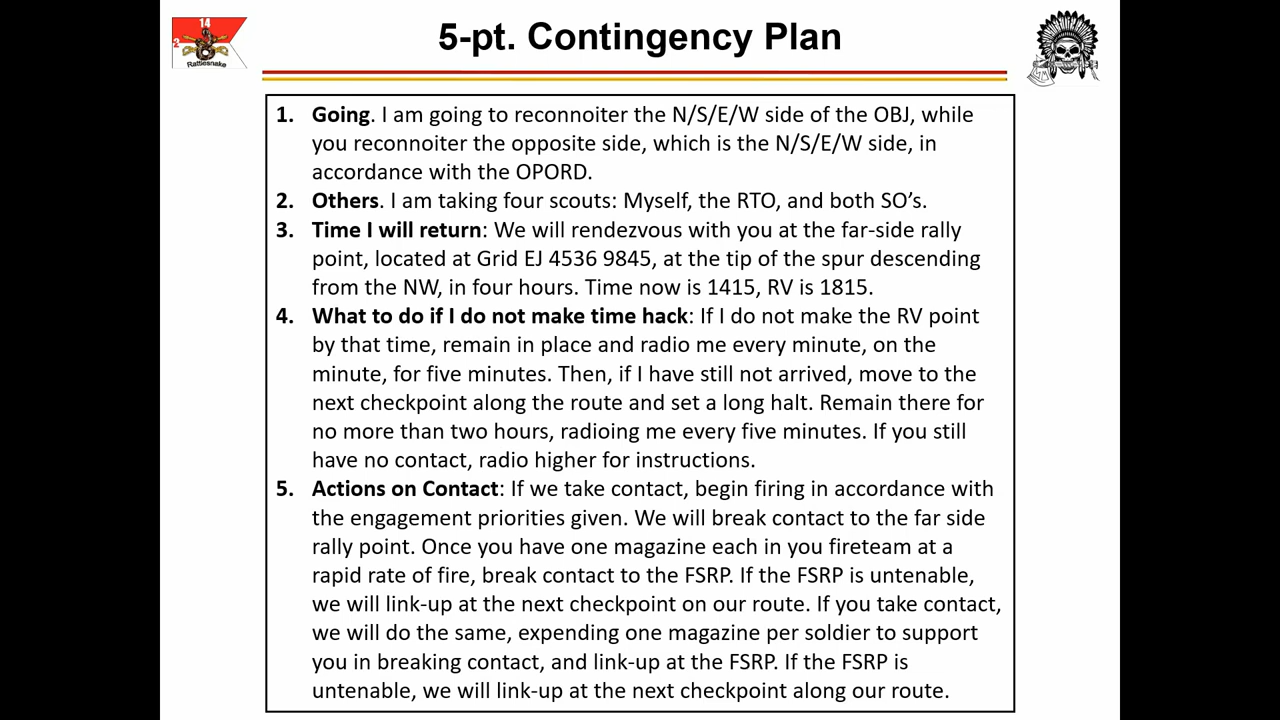 5-pt. Contingency Plan
14
2
Rattlesnake
1. Going. I am going to reconnoiter the N/S/E/W side of the OBJ, while
you reconnoiter the opposite side, which is the N/S/E/W side, in
accordance with the OPORD.
2. Others. I am taking four scouts: Myself, the RTO, and both SO’s.
3. Time I will return: We will rendezvous with you at the far-side rally
point, located at Grid EJ 4536 9845, at the tip of the spur descending
from the NW, in four hours. Time now is 1415, RV is 1815.
4. What to do if I do not make time hack: If I do not make the RV point
by that time, remain in place and radio me every minute, on the
minute, for five minutes. Then, if I have still not arrived, move to the
next checkpoint along the route and set a long halt. Remain there for
no more than two hours, radioing me every five minutes. If you still
have no contact, radio higher for instructions.
5. Actions on Contact: If we take contact, begin firing in accordance with
the engagement priorities given. We will break contact to the far side
rally point. Once you have one magazine each in you fireteam at a
rapid rate of fire, break contact to the FSRP. If the FSRP is untenable,
we will link-up at the next checkpoint on our route. If you take contact,
we will do the same, expending one magazine per soldier to support
you in breaking contact, and link-up at the FSRP. If the FSRP is
untenable, we will link-up at the next checkpoint along our route.